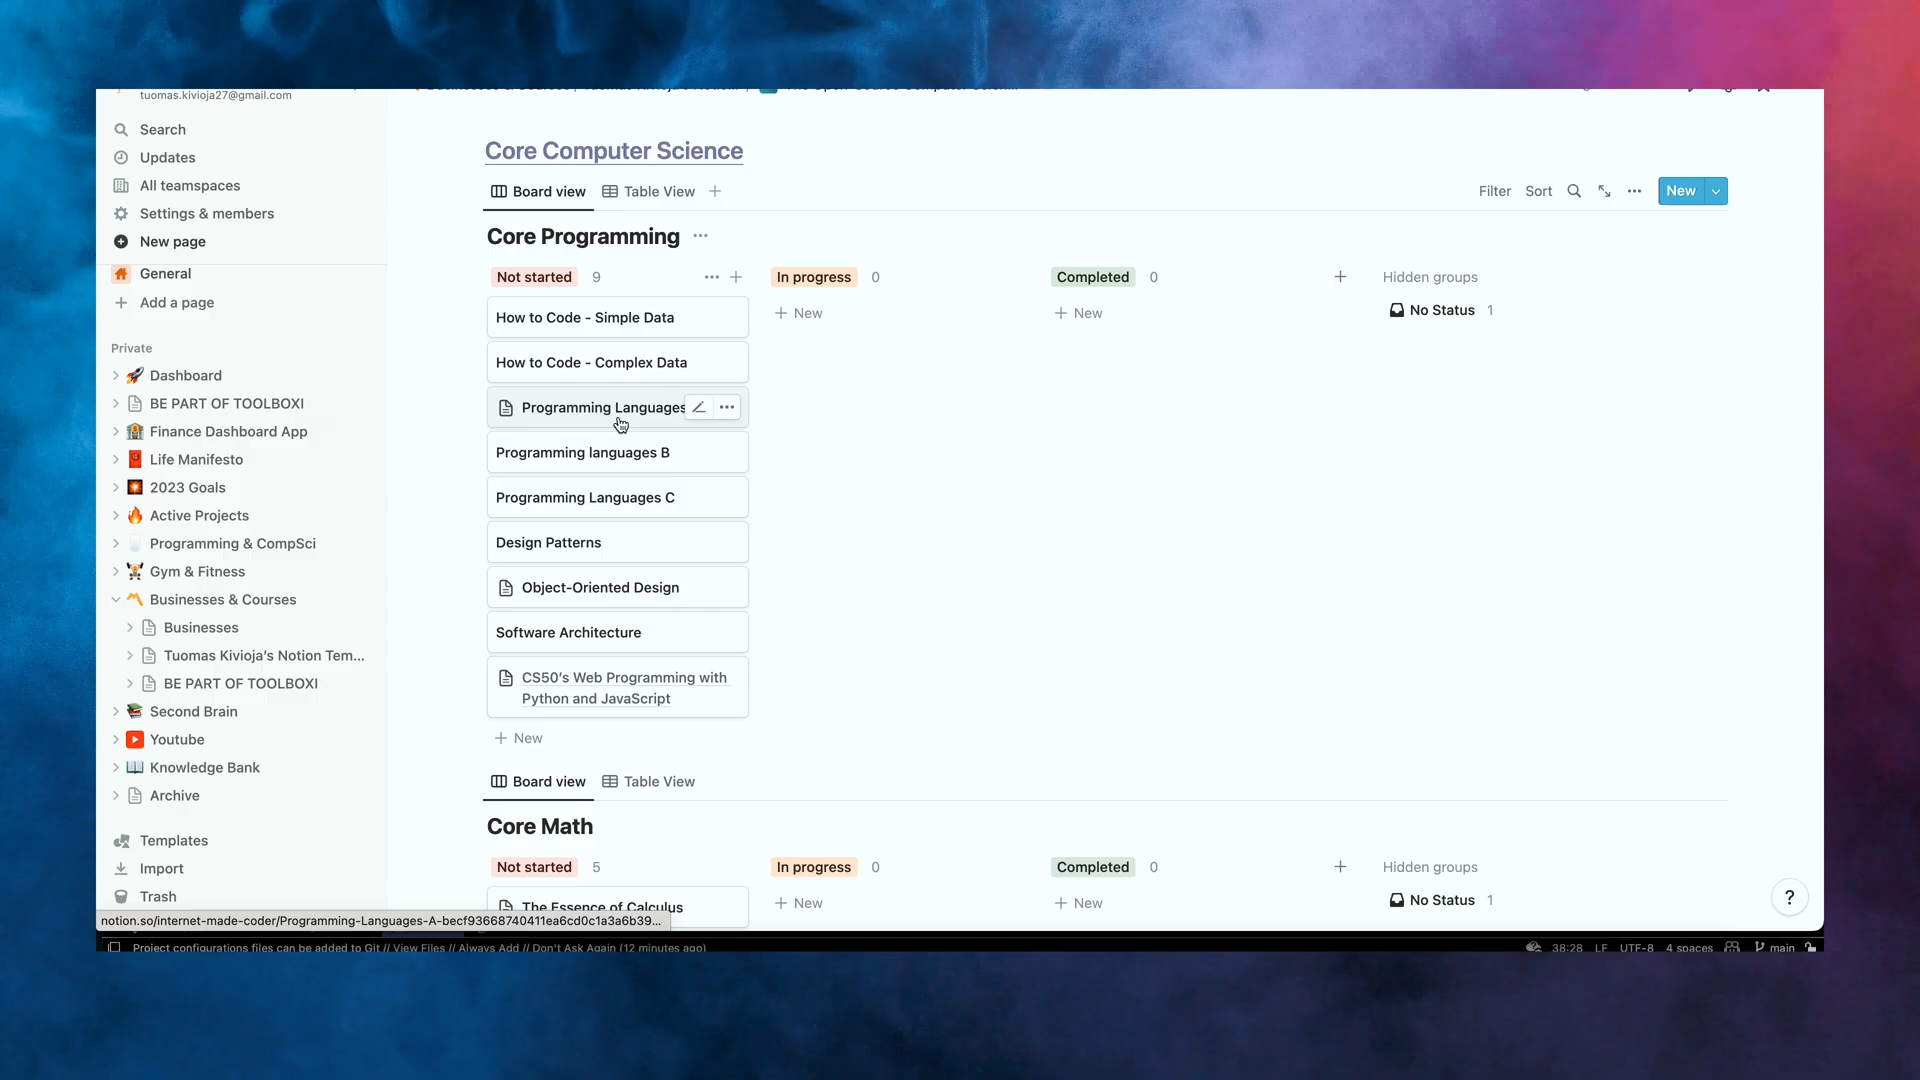 tuomas.kivioja27@gmail.com
Search
Updates
All teamspaces
Settings & members
New page
General
Add a page
Private
Dashboard
BE PART OF TOOLBOXI
Finance Dashboard App
Life Manifesto
2023 Goals
Active Projects
Programming & CompSci
Gym & Fitness
Businesses & Courses
Businesses
Tuomas Kivioja's Notion Tem...
BE PART OF TOOLBOXI
Second Brain
Youtube
Knowledge Bank
Archive
Templates
Import
Trash
Core Computer Science
Board view Table View
Filter Sort New
Core Programming
Not started 9
In progress 0
Completed 0
Hidden groups
How to Code - Simple Data
How to Code - Complex Data
Programming Languages
Programming languages B
Programming Languages C
Design Patterns
Object-Oriented Design
Software Architecture
CS50's Web Programming with
Python and JavaScript
New
New
New
No Status 1
Board view Table View
Core Math
Not started 5
In progress 0
Completed 0
Hidden groups
The Essence of Calculus
New
New
No Status 1
?
notion.so/internet-made-coder/Programming-Languages-A-becf93668740411ea6cd0c1a3a6b39...
Project configurations files can be added to Git // View Files // Always Add // Don't Ask Again (12 minutes ago)
38:28 LF UTF-8 4 spaces main